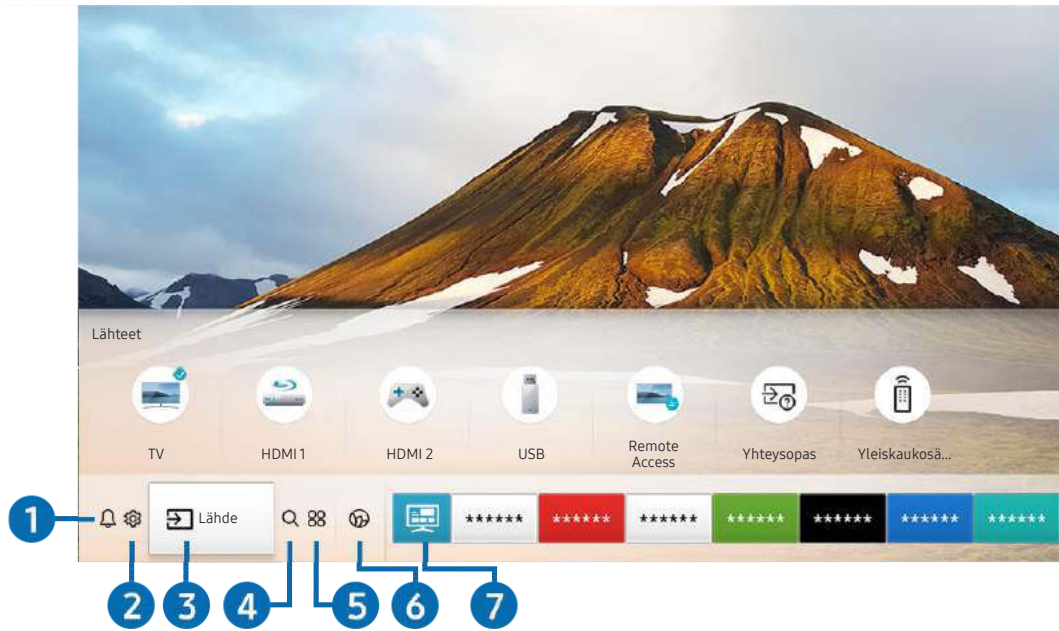 Lähteet
TV
HDMI 1
HDMI 2
USB
Remote
Access
Yhteysopas
Yleiskaukosä...
1
Lähde
****** ****** ****** ****** ****** ****** ******
2 3 4 5 6 7